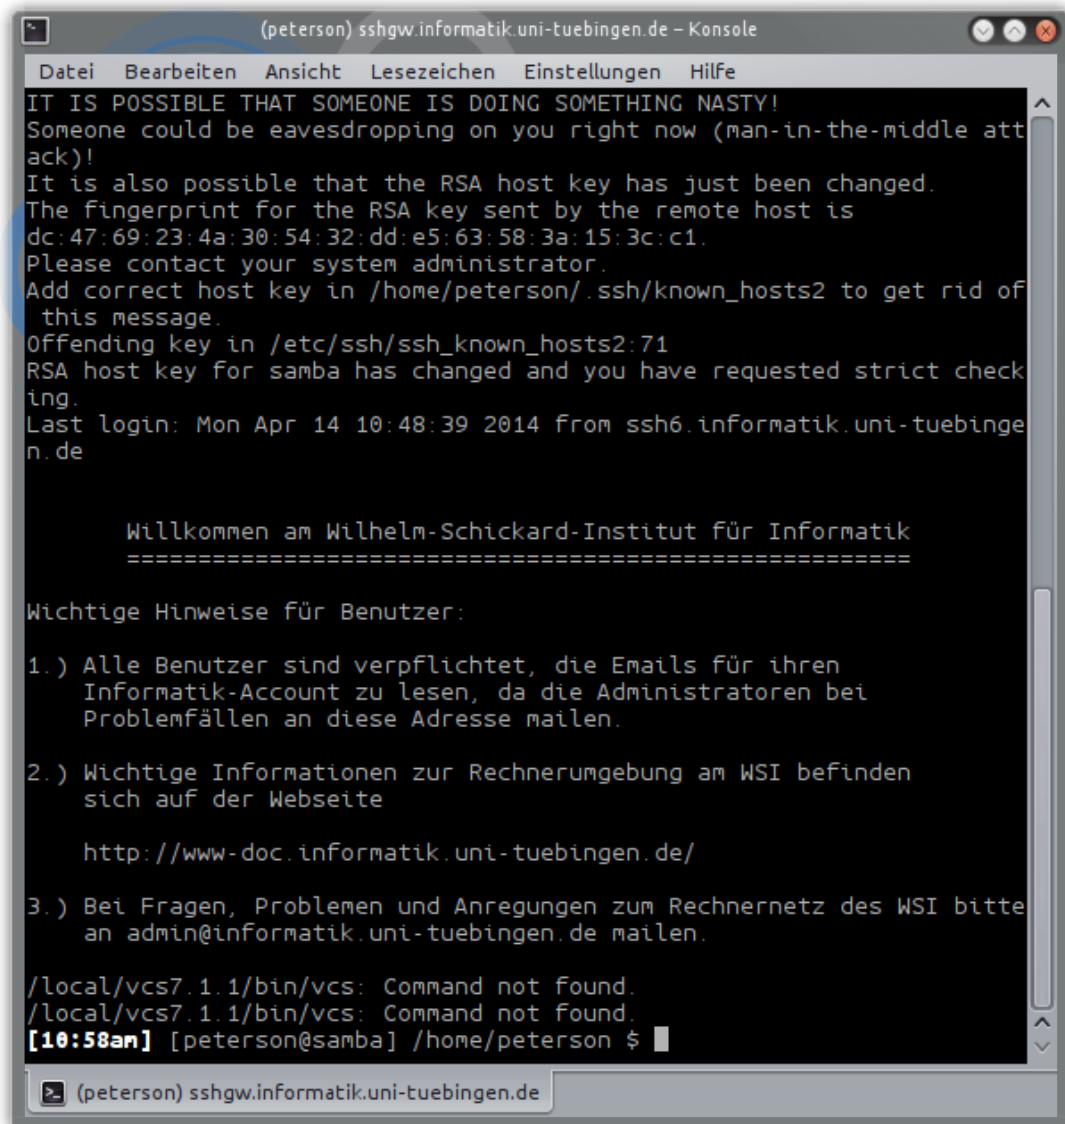 (peterson) sshgw.informatik.uni-tuebingen.de – Konsole
Datei Bearbeiten Ansicht Lesezeichen Einstellungen Hilfe
IT IS POSSIBLE THAT SOMEONE IS DOING SOMETHING NASTY!
Someone could be eavesdropping on you right now (man-in-the-middle att
ack)!
It is also possible that the RSA host key has just been changed.
The fingerprint for the RSA key sent by the remote host is
dc:47:69:23:4a:30:54:32:dd:e5:63:58:3a:15:3c:c1.
Please contact your system administrator.
Add correct host key in /home/peterson/.ssh/known_hosts2 to get rid of
 this message.
Offending key in /etc/ssh/ssh_known_hosts2:71
RSA host key for samba has changed and you have requested strict check
ing.
Last login: Mon Apr 14 10:48:39 2014 from ssh6.informatik.uni-tuebinge
n.de
Willkommen am Wilhelm-Schickard-Institut für Informatik
=======================================================
Wichtige Hinweise für Benutzer:
1.) Alle Benutzer sind verpflichtet, die Emails für ihren
Informatik-Account zu lesen, da die Administratoren bei
Problemfällen an diese Adresse mailen.
2.) Wichtige Informationen zur Rechnerumgebung am WSI befinden
sich auf der Webseite
http://www-doc.informatik.uni-tuebingen.de/
3.) Bei Fragen, Problemen und Anregungen zum Rechnernetz des WSI bitte
an admin@informatik.uni-tuebingen.de mailen.
/local/vcs7.1.1/bin/vcs: Command not found.
/local/vcs7.1.1/bin/vcs: Command not found.
[10:58am] [peterson@samba] /home/peterson $
(peterson) sshgw.informatik.uni-tuebingen.de